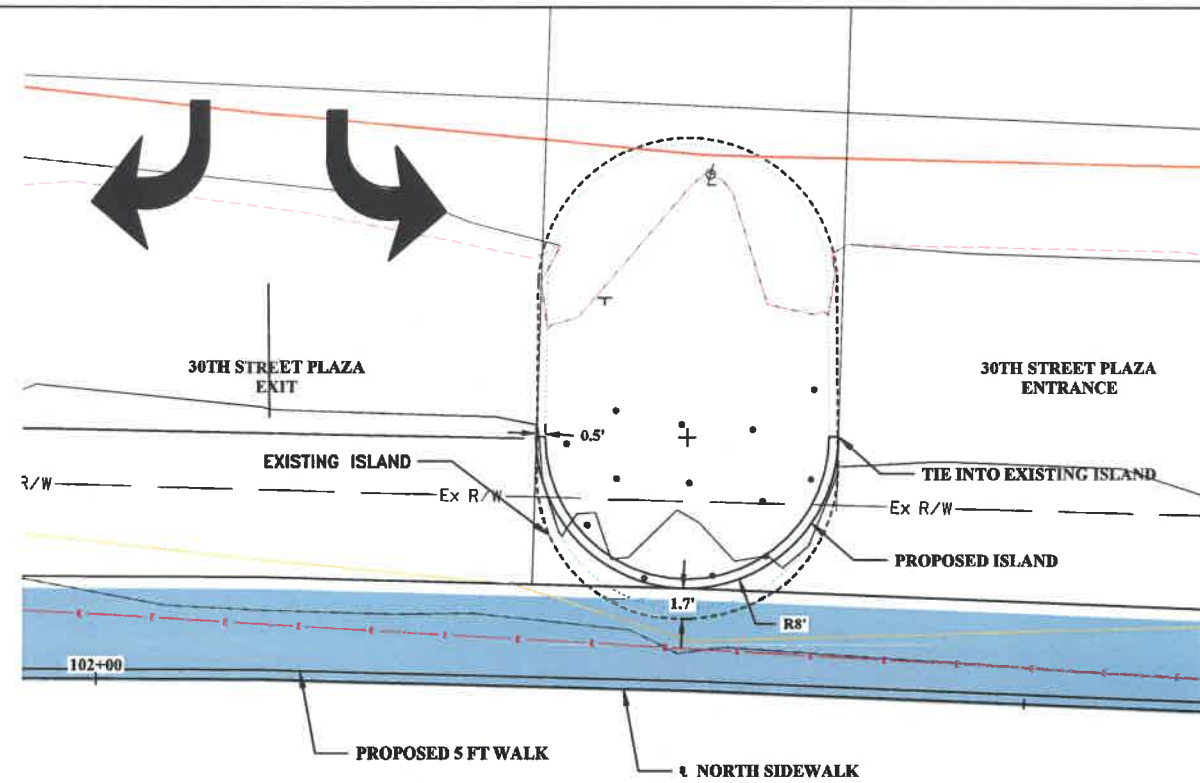 30TH STREET PLAZA
EXIT
30TH STREET PLAZA
ENTRANCE
0.5'
EXISTING ISLAND
TIE INTO EXISTING ISLAND
R/W
Ex R/W
Ex R/W
PROPOSED ISLAND
1.7'
R8'
102+00
PROPOSED 5 FT WALK
℄ NORTH SIDEWALK